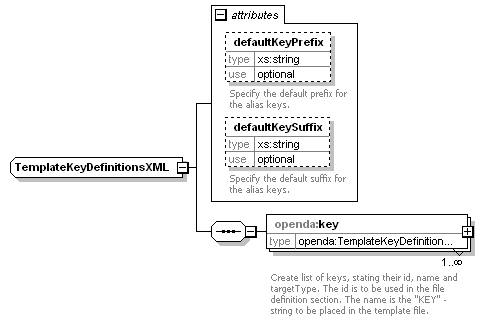 attributes
defaultKeyPrefix
type xs:string
use optional
Specify the default prefix for
the alias keys.
defaultKeySuffix
type xs:string
use optional
Specify the default suffix for
the alias keys.
TemplateKeyDefinitionsXML
openda:key
type openda:TemplateKeyDefinition...
1..∞
Create list of keys, stating their id, name and
targetType. The id is to be used in the file
definition section. The name is the "KEY" -
string to be placed in the template file.